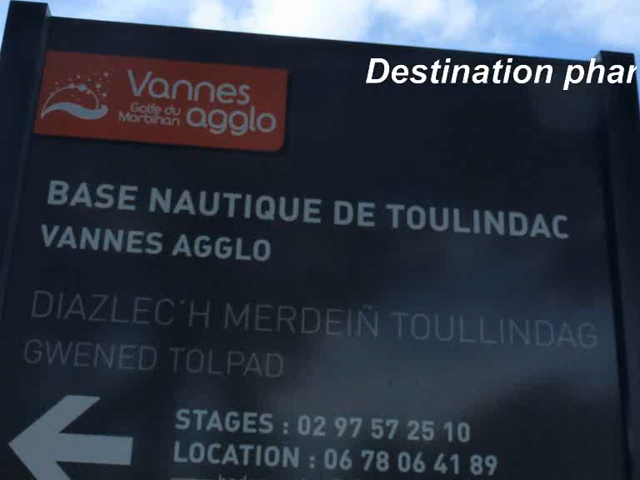 Destination phar
Vannes
Golfe du
Morbihan agglo
BASE NAUTIQUE DE TOULINDAC
VANNES AGGLO
DIAZLEC'H MERDEIÑ TOULLINDAG
GWENED TOLPAD
STAGES : 02 97 57 25 10
LOCATION : 06 78 06 41 89